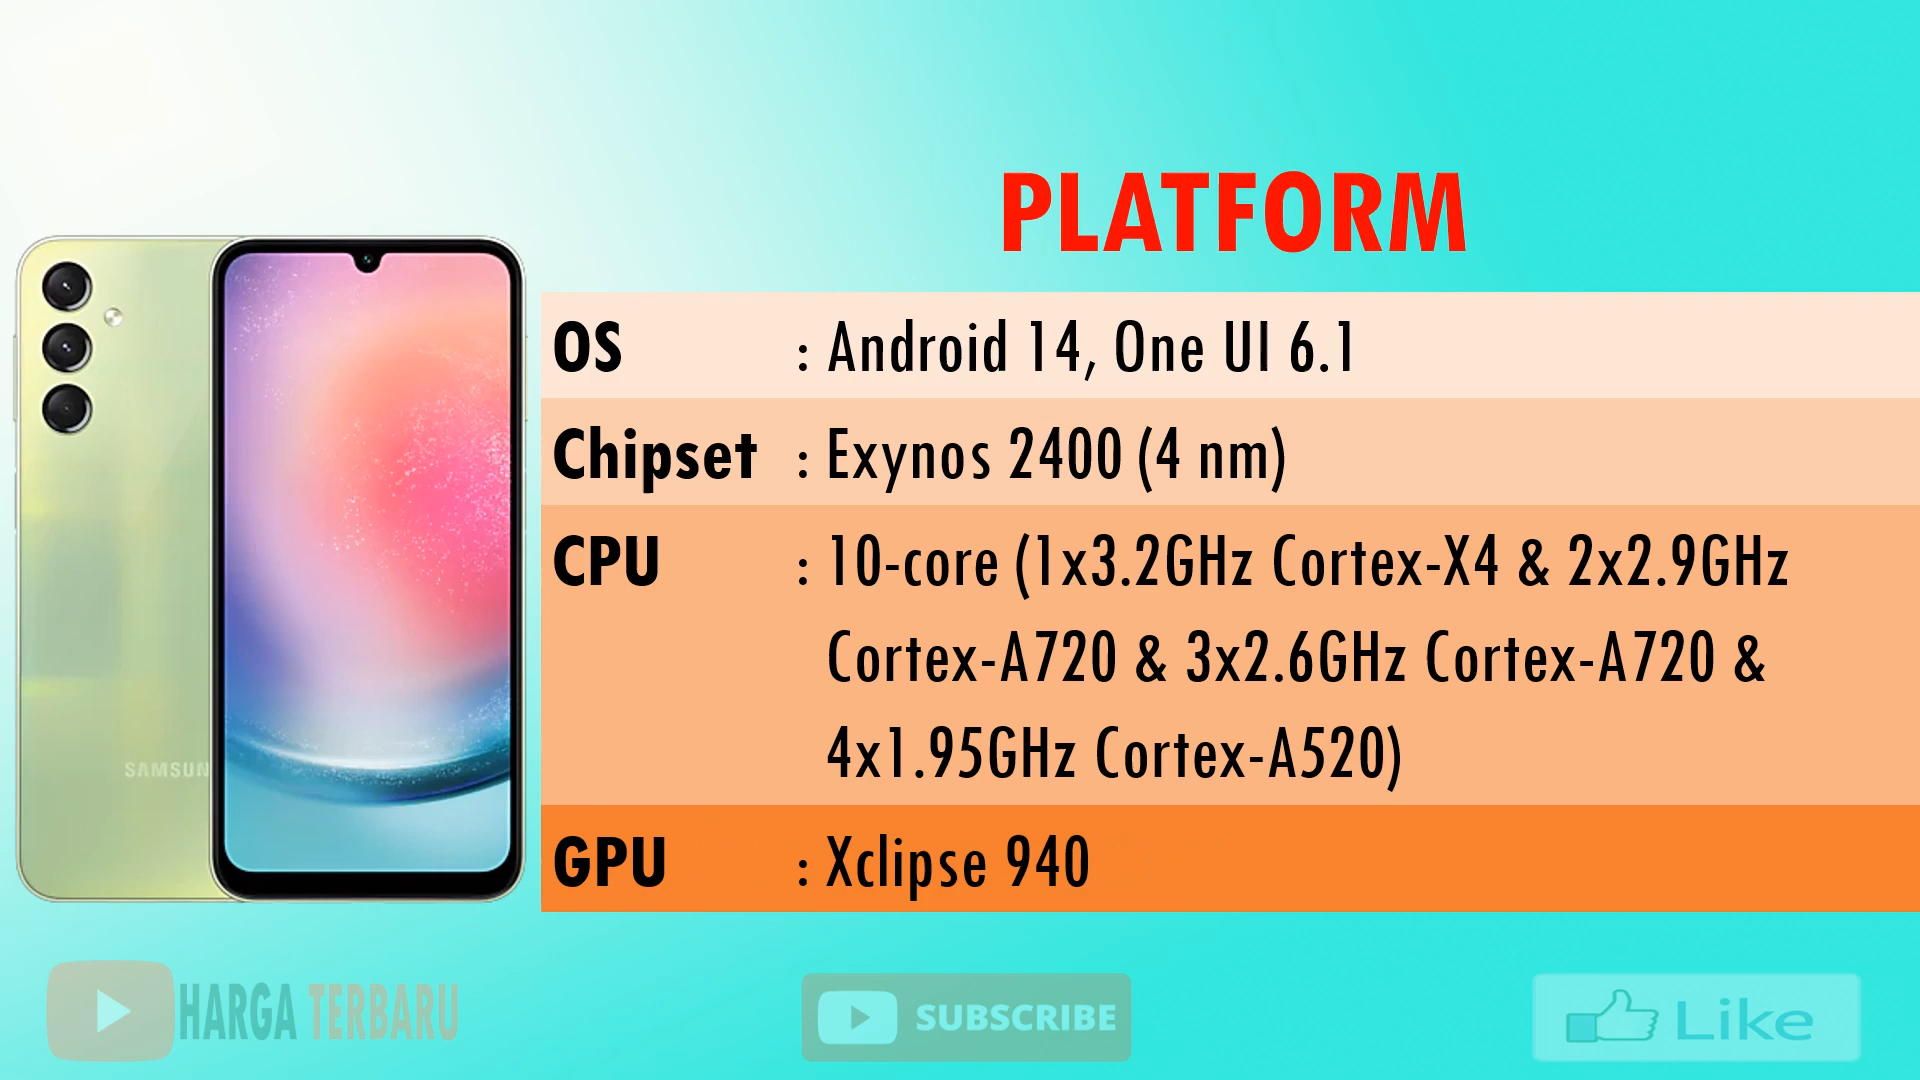 PLATFORM
OS : Android 14, One UI 6.1
Chipset : Exynos 2400 (4 nm)
CPU : 10-core (1x3.2GHz Cortex-X4 & 2x2.9GHz
Cortex-A720 & 3x2.6GHz Cortex-A720 &
4x1.95GHz Cortex-A520)
GPU : Xclipse 940
SAMSUN
HARGA TERBARU
SUBSCRIBE
Like